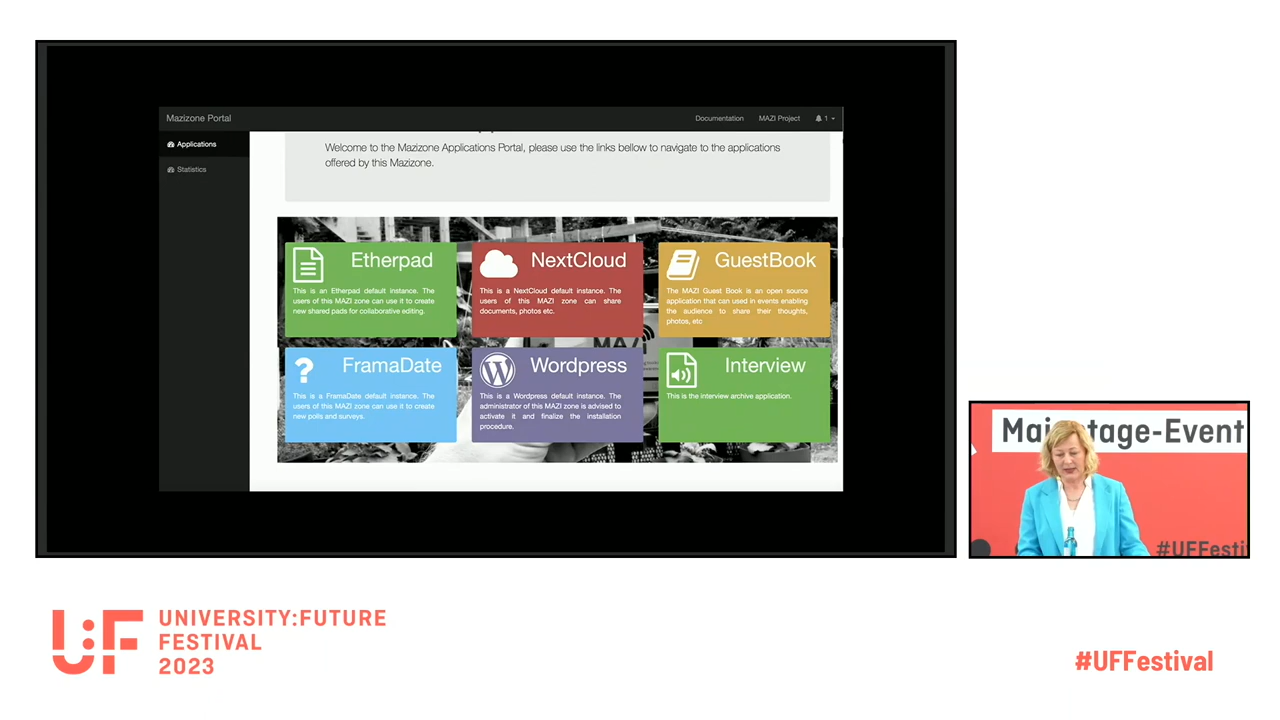 Mazizone Portal
Documentation
MAZI Project
1
Applications
Statistics
Welcome to the Mazizone Applications Portal, please use the links bellow to navigate to the applications
offered by this Mazizone.
Etherpad
This is an Etherpad default instance. The
users of this MAZI zone can use it to create
new shared pads for collaborative editing.
NextCloud
This is a NextCloud default instance. The
users of this MAZI zone can share
documents, photos etc.
GuestBook
The MAZI Guest Book is an open source
application that can used in events enabling
the audience to share their thoughts,
photos, etc
MAZI
FramaDate
This is a FramaDate default instance. The
users of this MAZI zone can use it to create
new polls and surveys.
Wordpress
This is a Wordpress default instance. The
administrator of this MAZI zone is advised to
activate it and finalize the installation
procedure.
Interview
This is the interview archive application.
tage-Event
#UFFesti
U:F
UNIVERSITY:FUTURE
FESTIVAL
2023
#UFFestival